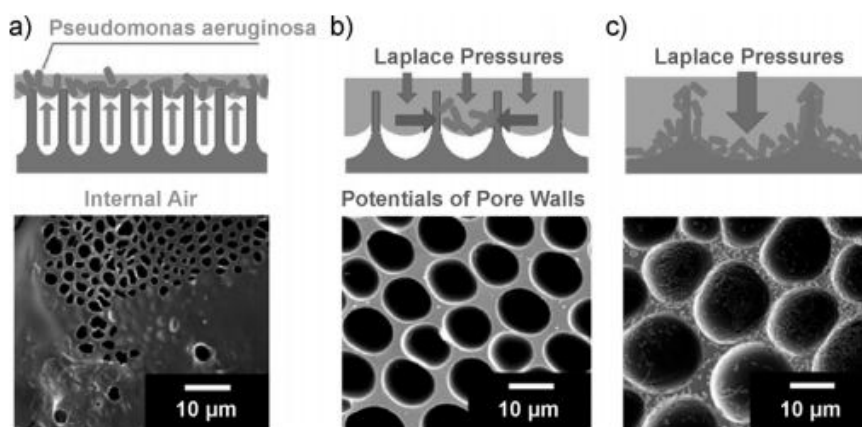 a)
Pseudomonas aeruginosa
Internal Air
10 µm
b)
Laplace Pressures
Potentials of Pore Walls
10 µm
c)
Laplace Pressures
10 µm